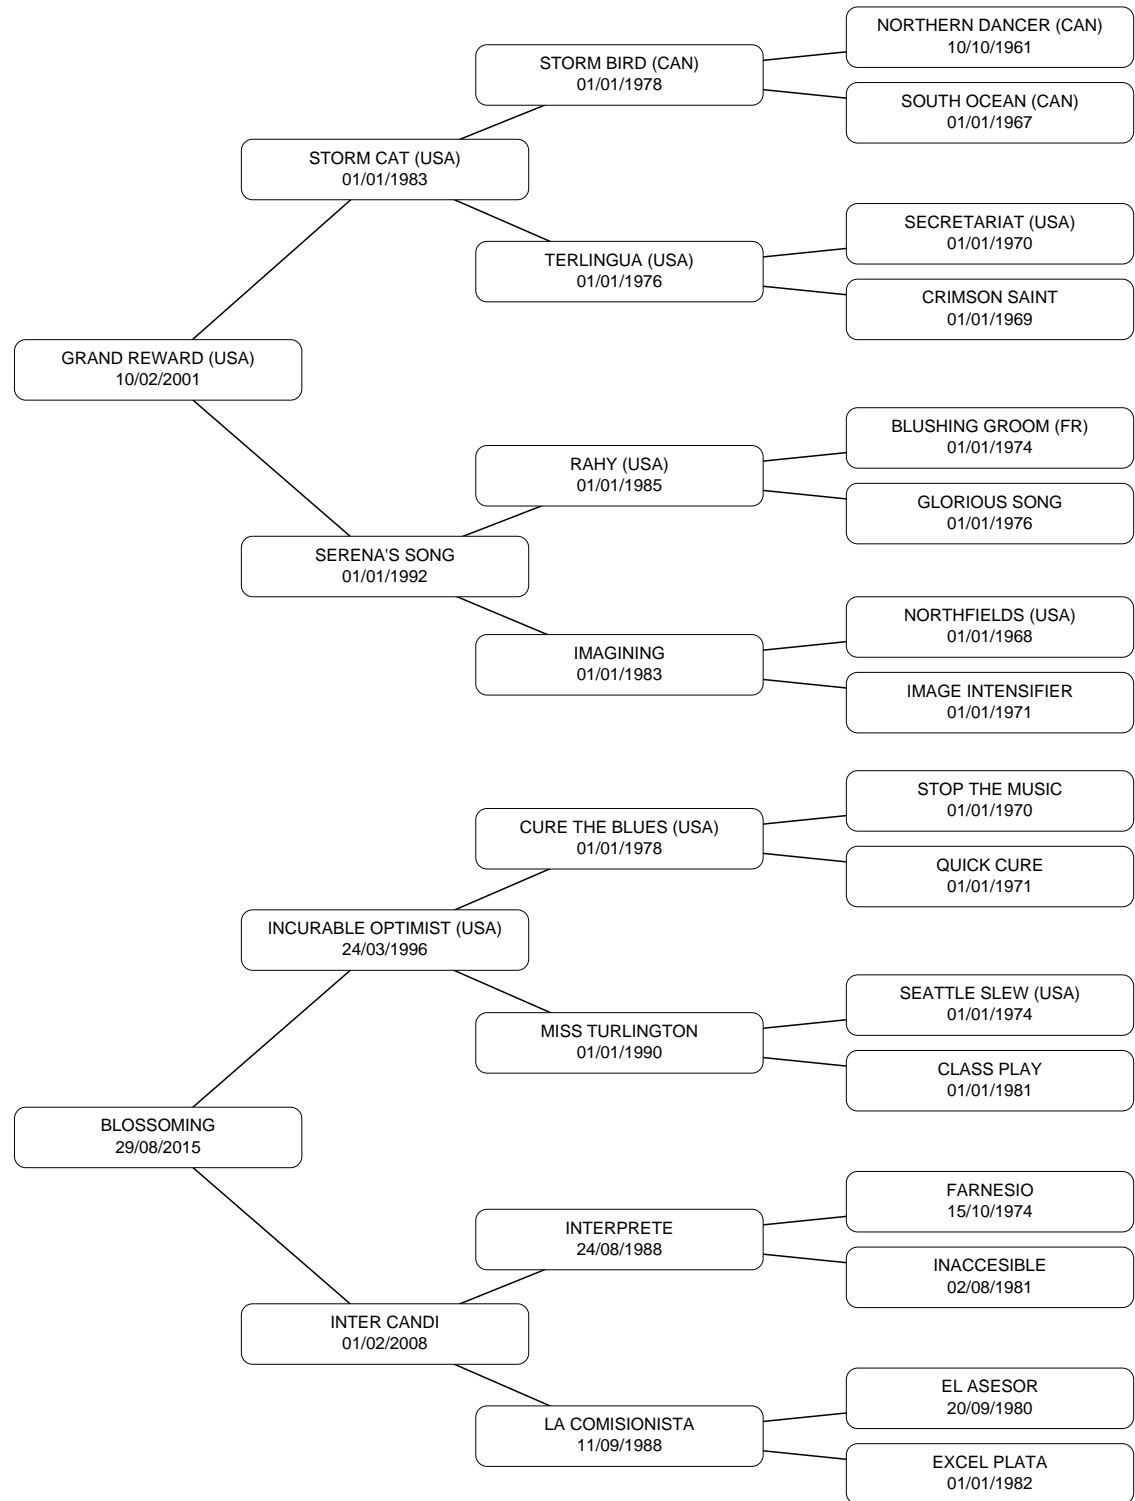 NORTHERN DANCER (CAN)
10/10/1961
STORM BIRD (CAN)
01/01/1978
SOUTH OCEAN (CAN)
01/01/1967
STORM CAT (USA)
01/01/1983
SECRETARIAT (USA)
01/01/1970
TERLINGUA (USA)
01/01/1976
CRIMSON SAINT
01/01/1969
GRAND REWARD (USA)
10/02/2001
BLUSHING GROOM (FR)
01/01/1974
RAHY (USA)
01/01/1985
GLORIOUS SONG
01/01/1976
SERENA'S SONG
01/01/1992
NORTHFIELDS (USA)
01/01/1968
IMAGINING
01/01/1983
IMAGE INTENSIFIER
01/01/1971
STOP THE MUSIC
01/01/1970
CURE THE BLUES (USA)
01/01/1978
QUICK CURE
01/01/1971
INCURABLE OPTIMIST (USA)
24/03/1996
SEATTLE SLEW (USA)
01/01/1974
MISS TURLINGTON
01/01/1990
CLASS PLAY
01/01/1981
BLOSSOMING
29/08/2015
FARNESIO
15/10/1974
INTERPRETE
24/08/1988
INACCESIBLE
02/08/1981
INTER CANDI
01/02/2008
EL ASESOR
20/09/1980
LA COMISIONISTA
11/09/1988
EXCEL PLATA
01/01/1982